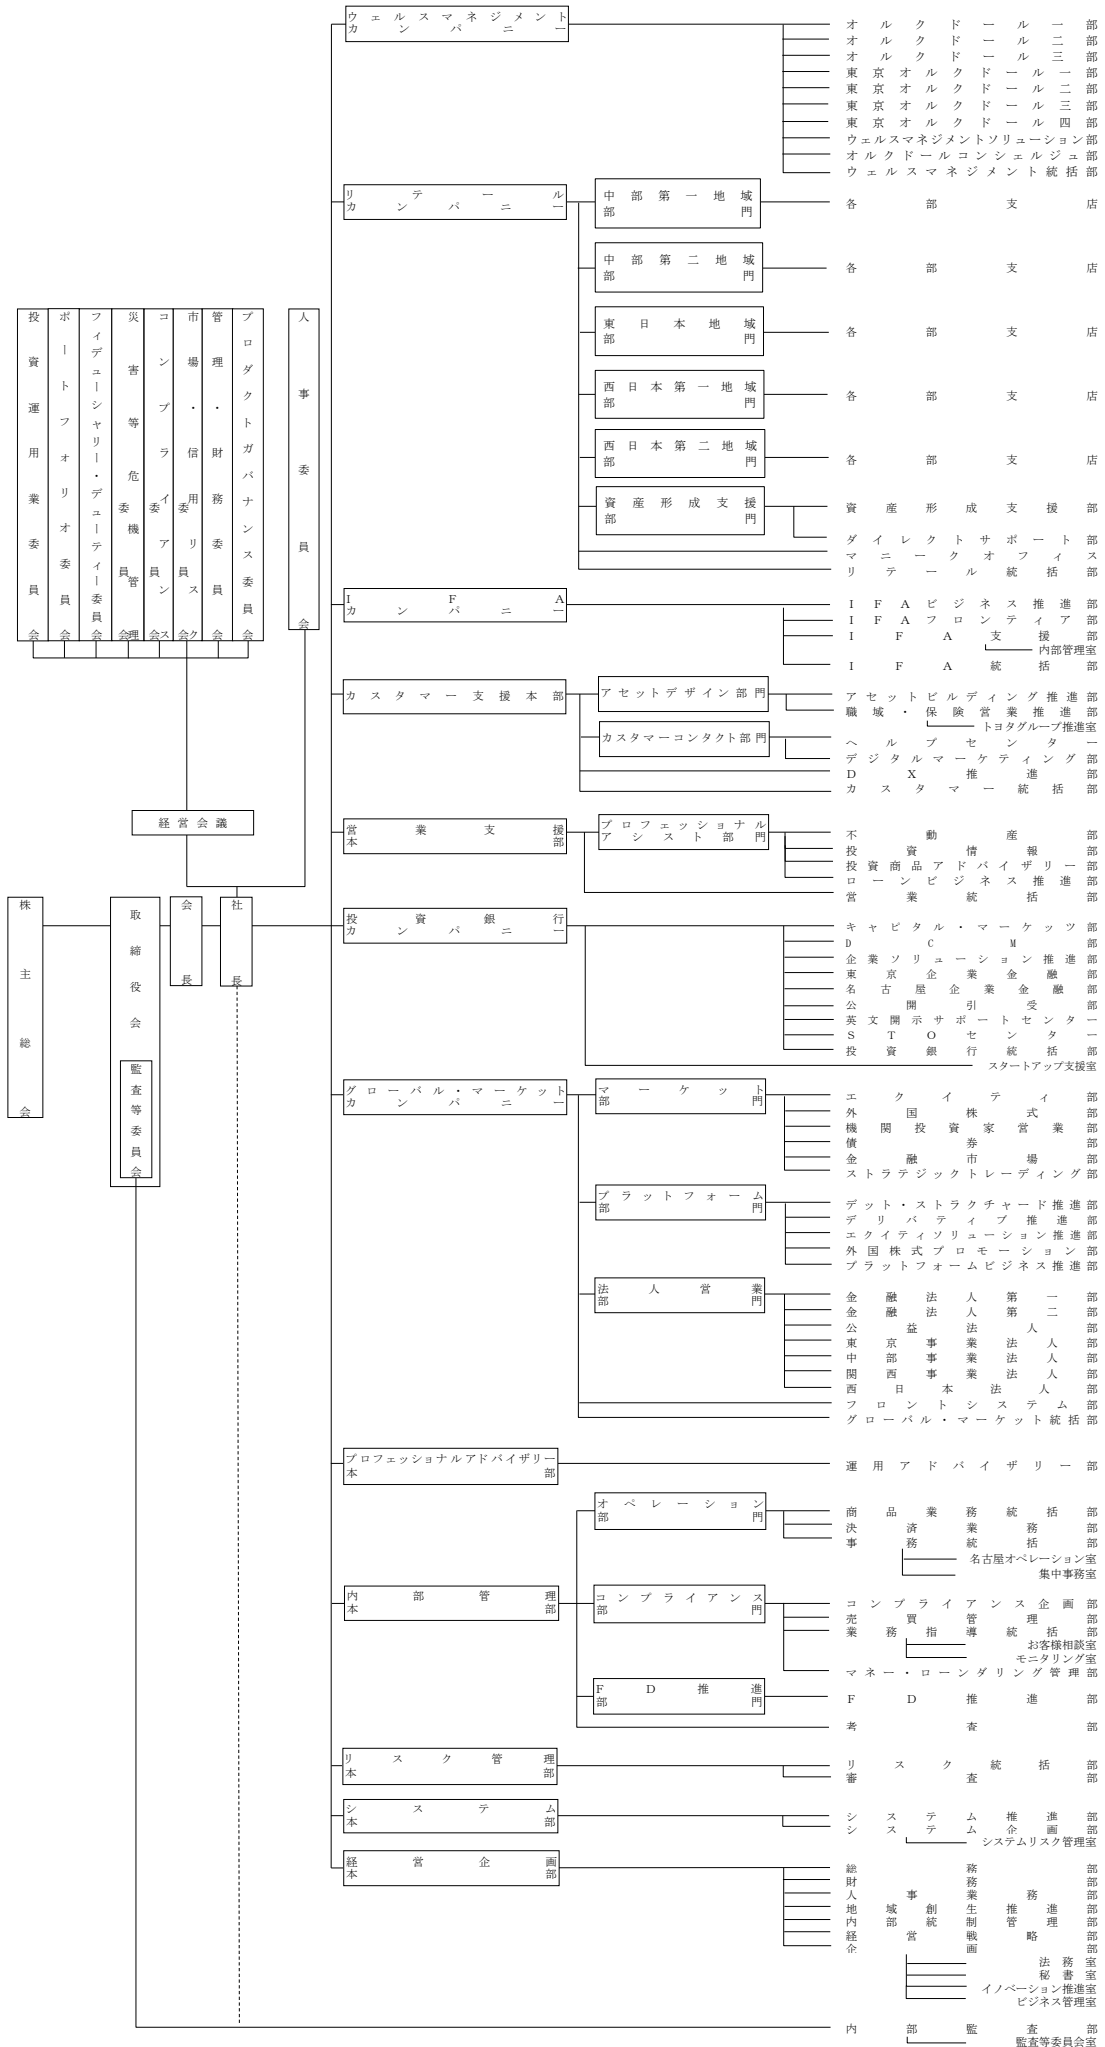 ウェルスマネジメント
カンパニー
オルクドール一部
オルクドール二部
オルクドール三部
東京オルクドール一部
東京オルクドール二部
東京オルクドール三部
東京オルクドール四部
ウェルスマネジメントソリューション部
オルクドールコンシェルジュ部
ウェルスマネジメント統括部
リテール
カンパニー
中部第一地域
部門
各部支店
中部第二地域
部門
各部支店
東日本地域
部門
各部支店
西日本第一地域
部門
各部支店
西日本第二地域
部門
各部支店
資産形成支援
部門
資産形成支援部
ダイレクトサポート部
マニークオフィス
リテール統括部
投資運用業委員会
ポートフォリオ委員会
フィデューシャリー・デューティー委員会
災害等危機管理
委員会
コンプライアンス
委員会
市場・信用リスク
委員会
管理・財務委員会
プロダクトガバナンス委員会
人事委員会
IFA
カンパニー
IFAビジネス推進部
IFAフロンティア部
IFA支援部
内部管理室
IFA統括部
カスタマー支援本部
アセットデザイン部門
アセットビルディング推進部
職域・保険営業推進部
トヨタグループ推進室
カスタマーコンタクト部門
ヘルプセンター
デジタルマーケティング部
DX推進部
カスタマー統括部
経営会議
営業支援
本部
プロフェッショナル
アシスト部門
不動産部
投資情報部
投資商品アドバイザリー部
ローンビジネス推進部
営業統括部
株主総会
取締役会
監査等委員会
会長
社長
投資銀行
カンパニー
キャピタル・マーケッツ部
DCM部
企業ソリューション推進部
東京企業金融部
名古屋企業金融部
公開引受部
英文開示サポートセンター
STOセンター
投資銀行統括部
スタートアップ支援室
グローバル・マーケット
カンパニー
マーケット
部門
エクイティ部
外国株式部
機関投資家営業部
債券部
金融市場部
ストラテジックトレーディング部
プラットフォーム
部門
デット・ストラクチャード推進部
デリバティブ推進部
エクイティソリューション推進部
外国株式プロモーション部
プラットフォームビジネス推進部
法人営業
部門
金融法人第一部
金融法人第二部
公益法人部
東京事業法人部
中部事業法人部
関西事業法人部
西日本法人部
フロントシステム部
グローバル・マーケット統括部
プロフェッショナルアドバイザリー
本部
運用アドバイザリー部
オペレーション
部門
商品業務統括部
決済業務部
事務統括部
名古屋オペレーション室
集中事務室
内部管理
本部
コンプライアンス
部門
コンプライアンス企画部
売買管理部
業務指導統括部
お客様相談室
モニタリング室
マネー・ローンダリング管理部
FD推進
部門
FD推進部
考査部
リスク管理
本部
リスク統括部
審査部
システム
本部
システム推進部
システム企画部
システムリスク管理室
経営企画
本部
総務部
財務部
人事業務部
地域創生推進部
内部統制管理部
経営戦略部
企画部
法務室
秘書室
イノベーション推進室
ビジネス管理室
内部監査部
監査等委員会室